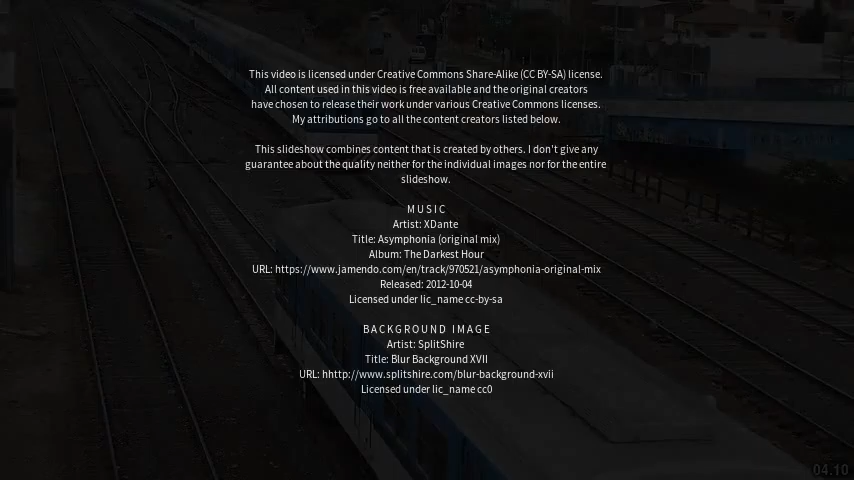 This video is licensed under Creative Commons Share-Alike (CC BY-SA) license.
All content used in this video is free available and the original creators
have chosen to release their work under various Creative Commons licenses.
My attributions go to all the content creators listed below.
This slideshow combines content that is created by others. I don't give any
guarantee about the quality neither for the individual images nor for the entire
slideshow.
MUSIC
Artist: XDante
Title: Asymphonia (original mix)
Album: The Darkest Hour
URL: https://www.jamendo.com/en/track/970521/asymphonia-original-mix
Released: 2012-10-04
Licensed under lic_name cc-by-sa
BACKGROUND IMAGE
Artist: SplitShire
Title: Blur Background XVII
URL: hhttp://www.splitshire.com/blur-background-xvii
Licensed under lic_name cc0
04.10